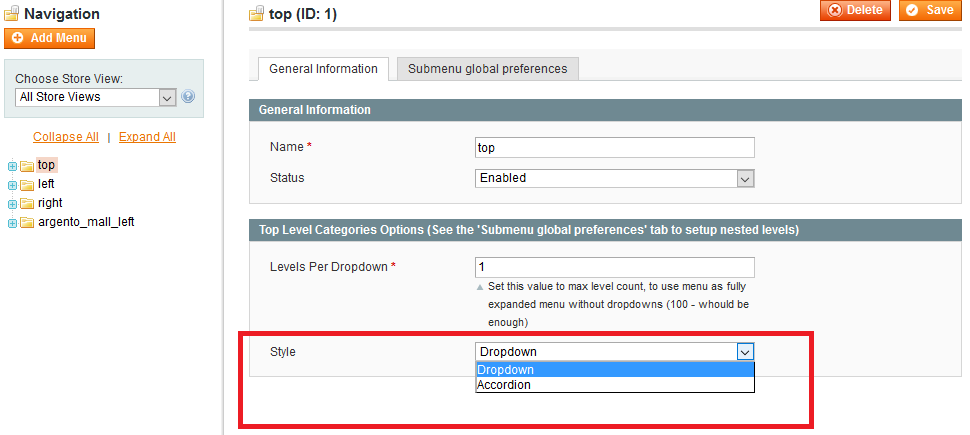 Navigation
Add Menu
Choose Store View:
All Store Views
Collapse All | Expand All
top
left
right
argento_mall_left
top (ID: 1)
Delete
Save
General Information
Submenu global preferences
General Information
Name *
top
Status
Enabled
Top Level Categories Options (See the 'Submenu global preferences' tab to setup nested levels)
Levels Per Dropdown *
1
Set this value to max level count, to use menu as fully
expanded menu without dropdowns (100 - whould be
enough)
Style
Dropdown
Dropdown
Accordion